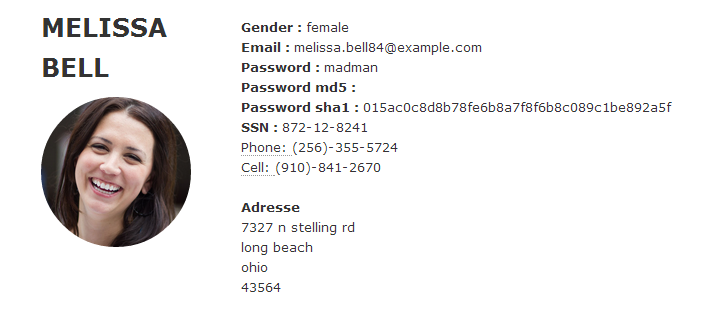 MELISSA
BELL
Gender : female
Email : melissa.bell84@example.com
Password : madman
Password md5 :
Password sha1 : 015ac0c8d8b78fe6b8a7f8f6b8c089c1be892a5f
SSN : 872-12-8241
Phone: (256)-355-5724
Cell: (910)-841-2670
Adresse
7327 n stelling rd
long beach
ohio
43564